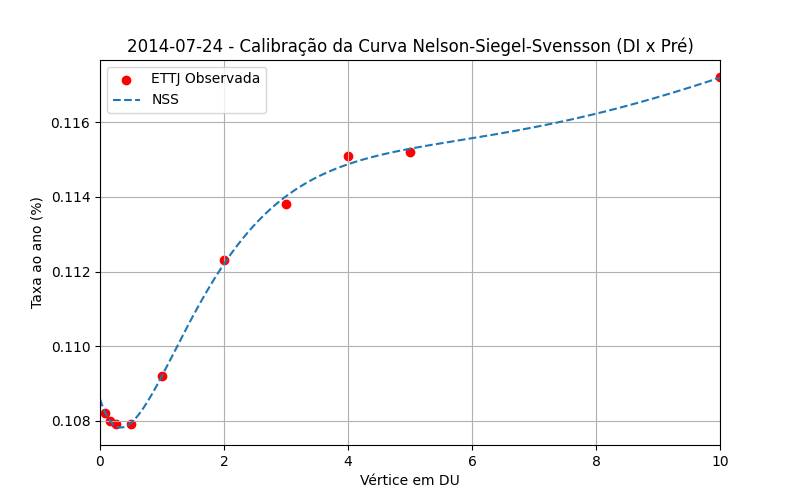 2014-07-24 - Calibração da Curva Nelson-Siegel-Svensson (DI x Pré)
ETTJ Observada
NSS
Taxa ao ano (%)
0.116
0.114
0.112
0.110
0.108
0 2 4 6 8 10
Vértice em DU